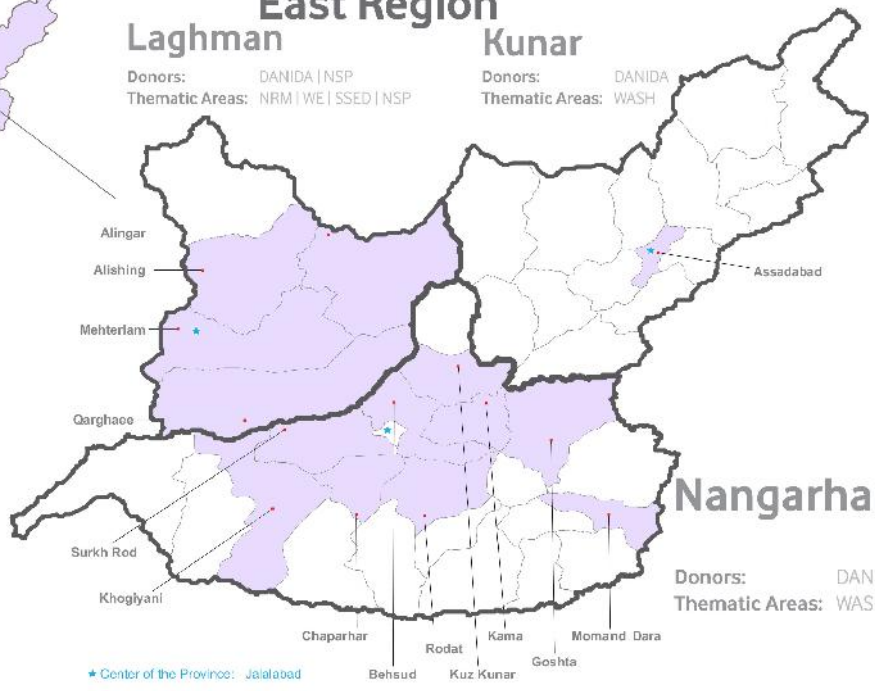 East Region
Laghman
Donors: DANIDA | NSP
Thematic Areas: NRM | WE | SSED | NSP
Kunar
Donors: DANIDA
Thematic Areas: WASH
Alingar
Alishing
Mehterlam
Qarghaee
Assadabad
Nangarha
Donors: DAN
Thematic Areas: WAS
Surkh Rod
Khogiyani
Chaparhar
Behsud
Rodat
Kuz Kunar
Kama
Goshta
Momand Dara
Center of the Province: Jalalabad